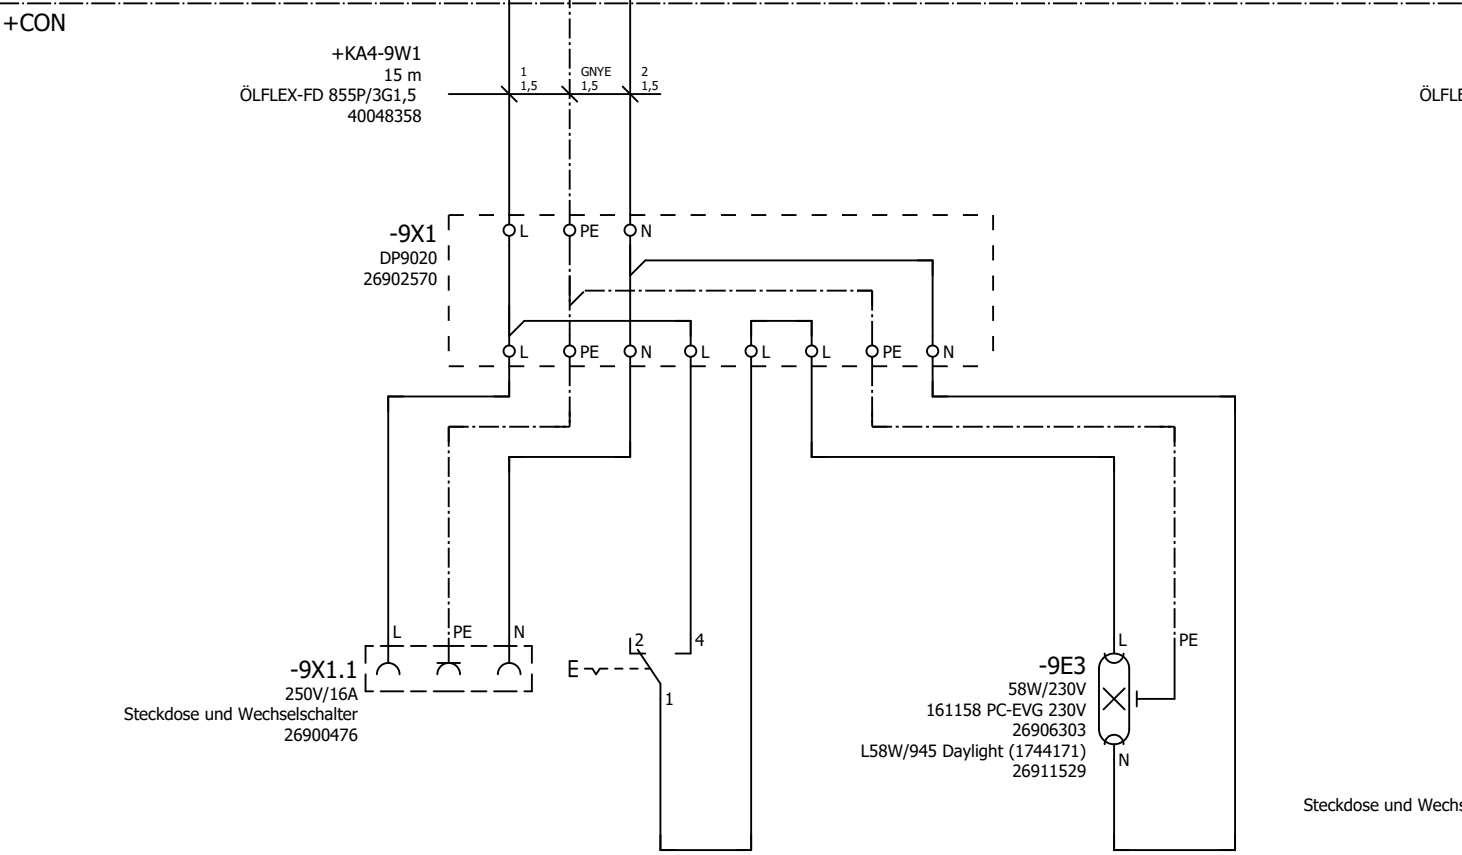 +CON
+KA4-9W1
15 m
ÖLFLEX-FD 855P/3G1,5
40048358
1
1,5
GNYE
1,5
2
1,5
ÖLFLE
-9X1
DP9020
26902570
L
PE
N
L
PE
N
L
L
L
PE
N
L
PE
N
-9X1.1
250V/16A
Steckdose und Wechselschalter
26900476
E
2
4
1
L
PE
-9E3
58W/230V
161158 PC-EVG 230V
26906303
L58W/945 Daylight (1744171)
26911529
N
Steckdose und Wechs